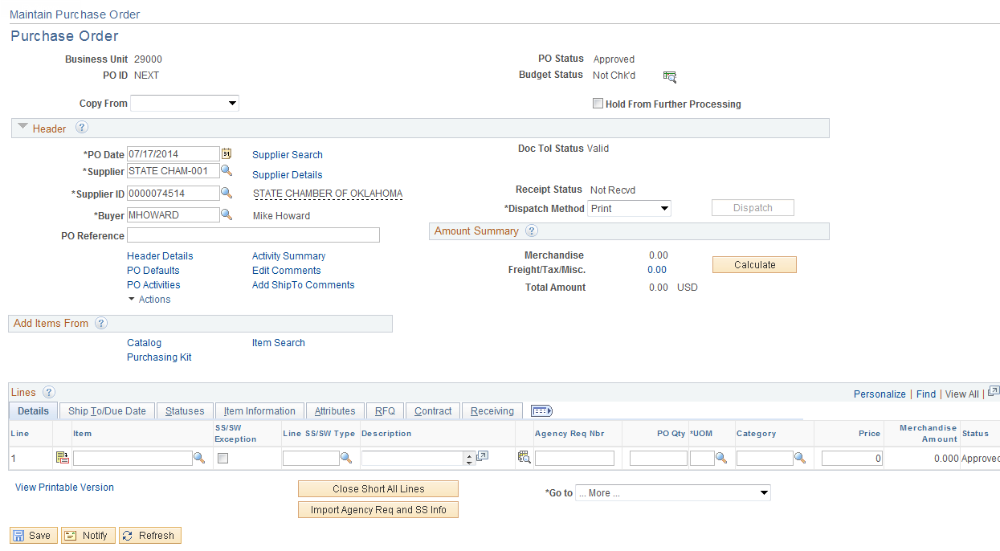 Maintain Purchase Order
Purchase Order
Business Unit 29000
PO Status Approved
PO ID NEXT
Budget Status Not Chk'd
Copy From
Hold From Further Processing
Header ?
*PO Date 07/17/2014 31 Supplier Search
Doc Tol Status Valid
*Supplier STATE CHAM-001 Supplier Details
*Supplier ID 0000074514 STATE CHAMBER OF OKLAHOMA
Receipt Status Not Recvd
*Dispatch Method Print Dispatch
*Buyer MHOWARD Mike Howard
PO Reference
Amount Summary ?
Header Details Activity Summary
Merchandise 0.00
PO Defaults Edit Comments
Freight/Tax/Misc. 0.00 Calculate
PO Activities Add ShipTo Comments
Total Amount 0.00 USD
Actions
Add Items From ?
Catalog Item Search
Purchasing Kit
Lines ?
Personalize | Find | View All |
Details Ship To/Due Date Statuses Item Information Attributes RFQ Contract Receiving
Line Item SS/SW Exception Line SS/SW Type Description Agency Req Nbr PO Qty *UOM Category Price Merchandise Amount Status
1 0 0.000 Approved
View Printable Version
Close Short All Lines
*Go to ... More ...
Import Agency Req and SS Info
Save Notify Refresh